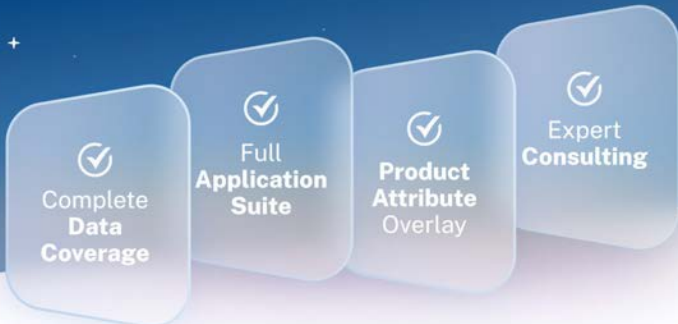 Complete
Data
Coverage
Full
Application
Suite
Product
Attribute
Overlay
Expert
Consulting